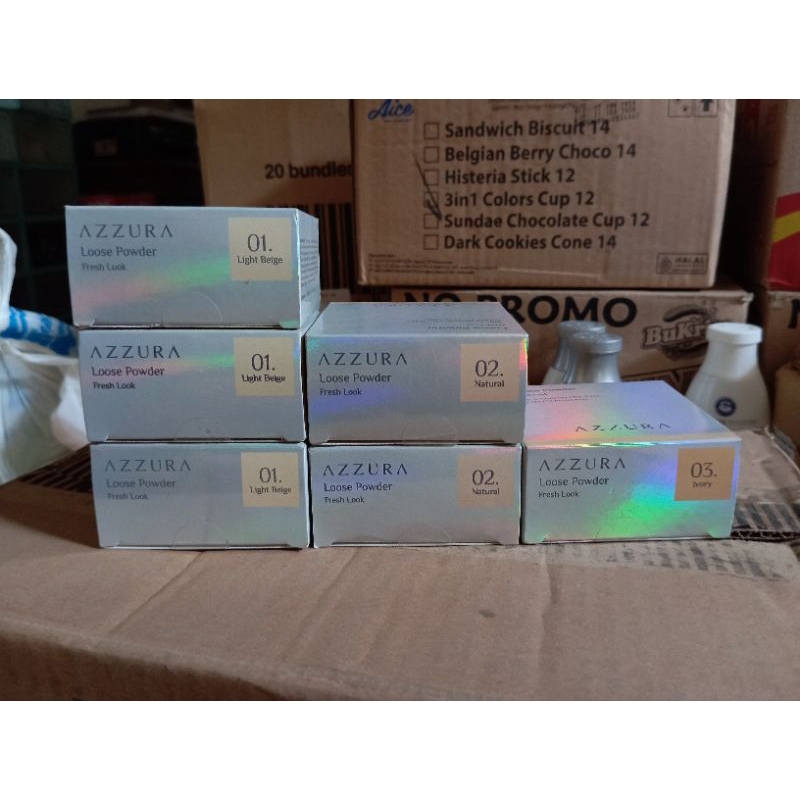 Aice
Sandwich Biscuit 14
Belgian Berry Choco 14
Histeria Stick 12
3in1 Colors Cup 12
Sundae Chocolate Cup 12
Dark Cookies Cone 14
HALAL
20 bundle
NO PROMO
BuKr
AZZURA
Loose Powder
Fresh Look
01.
Light Beige
AZZURA
Loose Powder
Fresh Look
01.
Light Beige
AZZURA
Loose Powder
Fresh Look
02.
Natural
AZZURA
AZZURA
Loose Powder
Fresh Look
01.
Light Beige
AZZURA
Loose Powder
Fresh Look
02.
Natural
AZZURA
Loose Powder
Fresh Look
03.
Ivory